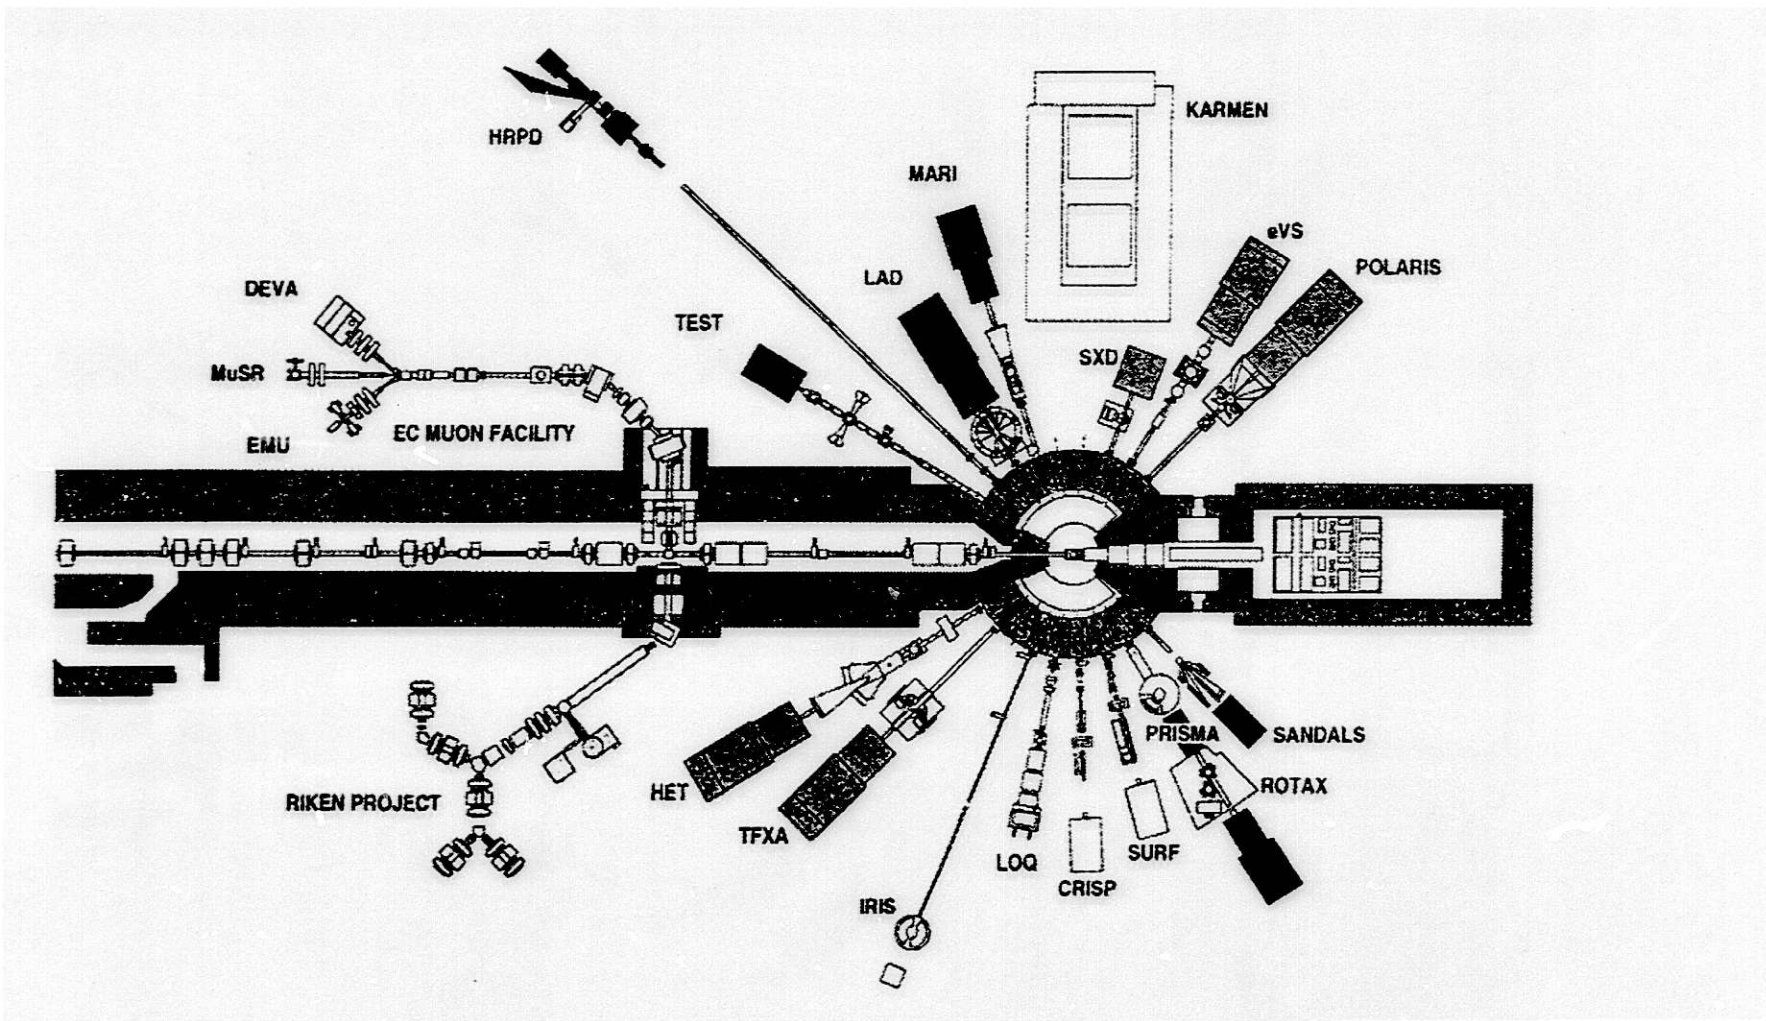 KARMEN
HRPD
MARI
eVS
POLARIS
LAD
DEVA
TEST
SXD
MuSR
EC MUON FACILITY
EMU
PRISMA
SANDALS
HET
ROTAX
RIKEN PROJECT
TFXA
LOQ
SURF
CRISP
IRIS